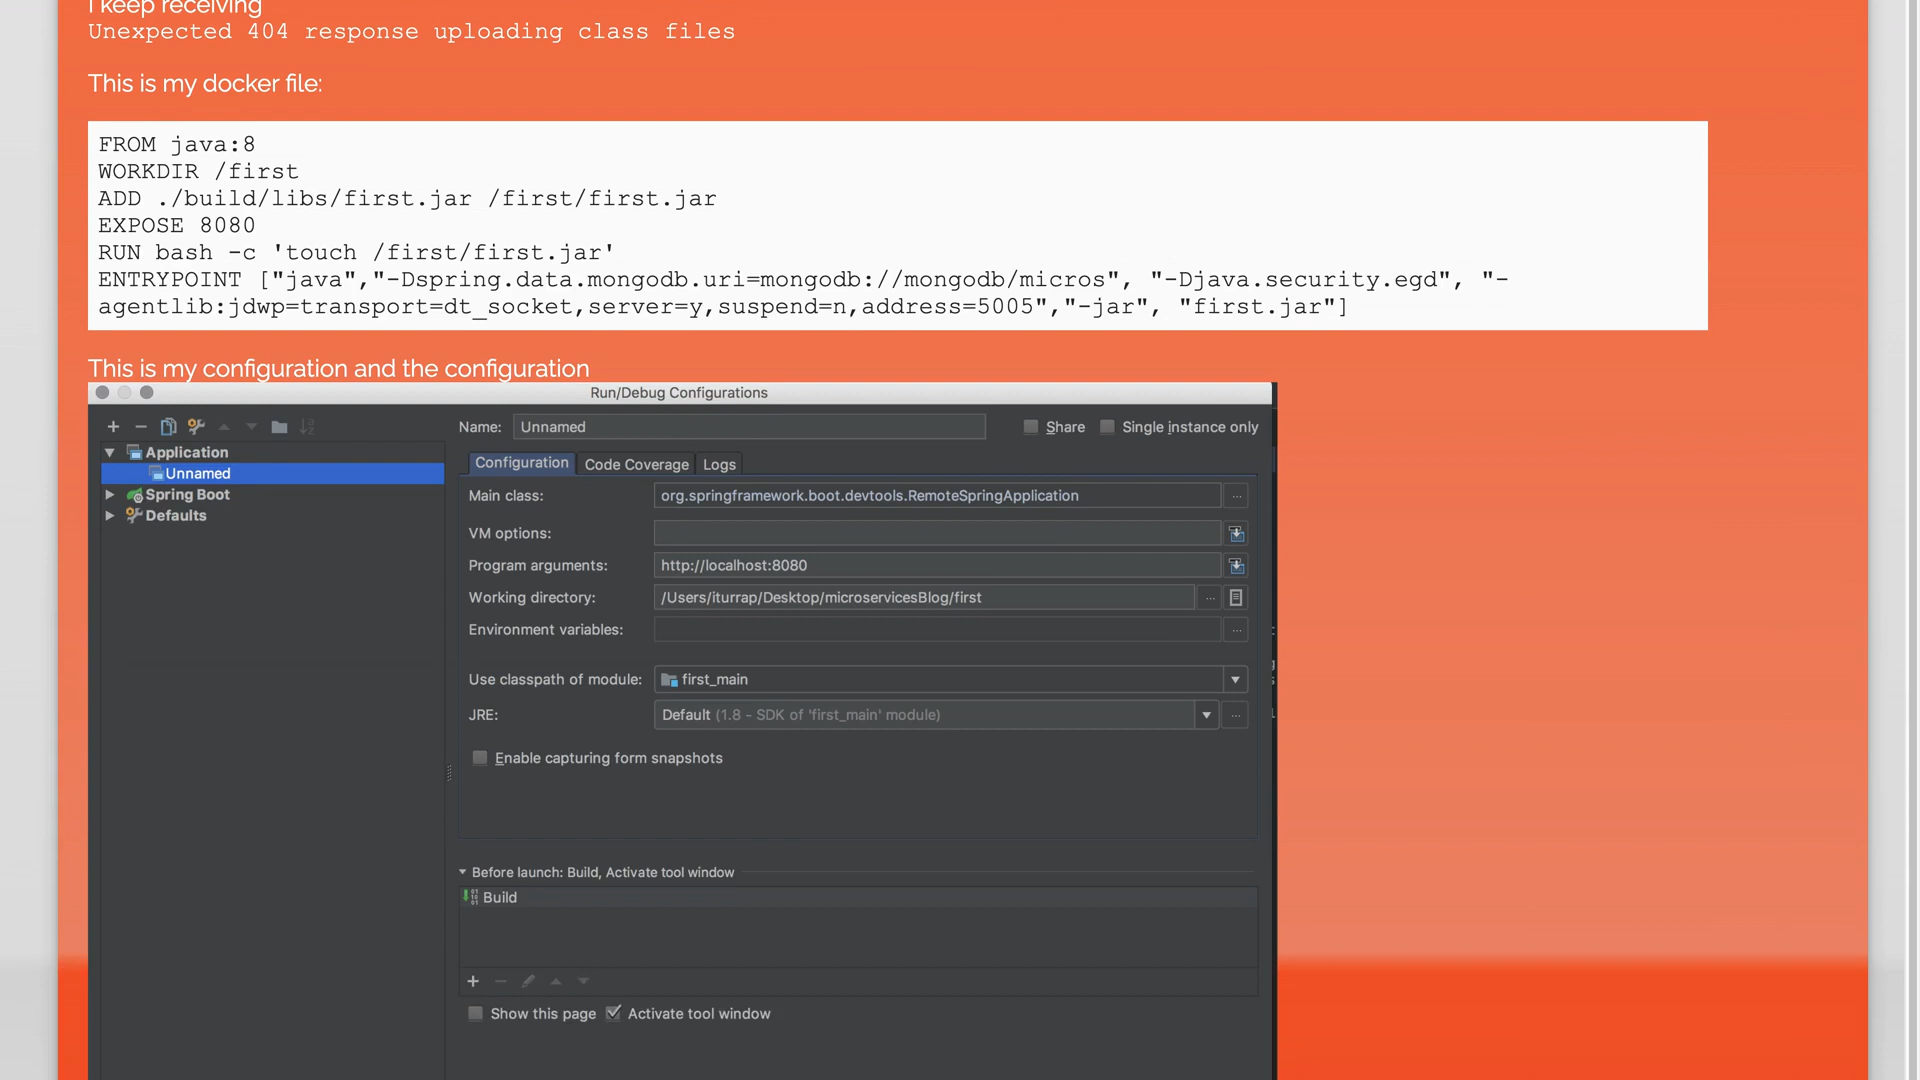 I keep receiving
Unexpected 404 response uploading class files
This is my docker file:
FROM java:8
WORKDIR /first
ADD ./build/libs/first.jar /first/first.jar
EXPOSE 8080
RUN bash -c 'touch /first/first.jar'
ENTRYPOINT ["java","-Dspring.data.mongodb.uri=mongodb://mongodb/micros", "-Djava.security.egd", "-
agentlib:jdwp=transport=dt_socket,server=y,suspend=n,address=5005","-jar", "first.jar"]
This is my configuration and the configuration
Run/Debug Configurations
Name: Unnamed Share Single instance only
Application
Unnamed
Spring Boot
Defaults
Configuration Code Coverage Logs
Main class: org.springframework.boot.devtools.RemoteSpringApplication
VM options:
Program arguments: http://localhost:8080
Working directory: /Users/iturrap/Desktop/microservicesBlog/first
Environment variables:
Use classpath of module: first_main
JRE: Default (1.8 - SDK of 'first_main' module)
Enable capturing form snapshots
Before launch: Build, Activate tool window
Build
Show this page Activate tool window